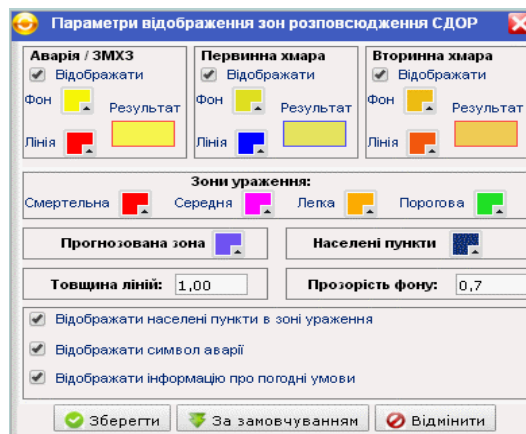 Параметри відображення зон розповсюдження СДОР
Аварія / ЗМХЗ
Відображати
Фон
Результат
Лінія
Первинна хмара
Відображати
Фон
Результат
Лінія
Вторинна хмара
Відображати
Фон
Результат
Лінія
Зони ураження:
Смертельна Середня Легка Порогова
Прогнозована зона Населені пункти
Товщина ліній: 1,00 Прозорість фону: 0,7
Відображати населені пункти в зоні ураження
Відображати символ аварії
Відображати інформацію про погодні умови
Зберегти За замовчуванням Відмінити